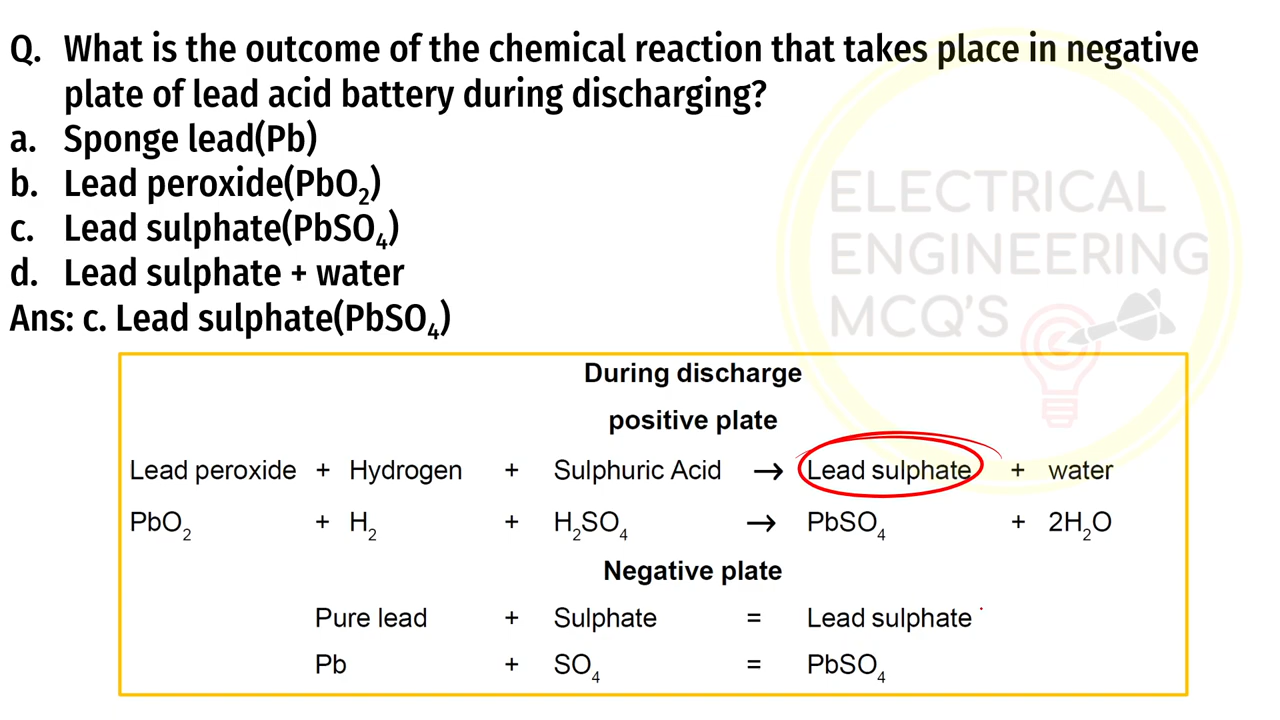 Q. What is the outcome of the chemical reaction that takes place in negative
plate of lead acid battery during discharging?
a. Sponge lead(Pb)
b. Lead peroxide(PbO₂)
c. Lead sulphate(PbSO₄)
d. Lead sulphate + water
Ans: c. Lead sulphate(PbSO₄)
ELECTRICAL
ENGINEERING
MCQ'S
During discharge
positive plate
Lead peroxide + Hydrogen + Sulphuric Acid → Lead sulphate + water
PbO₂ + H₂ + H₂SO₄ → PbSO₄ + 2H₂O
Negative plate
Pure lead + Sulphate = Lead sulphate
Pb + SO₄ = PbSO₄